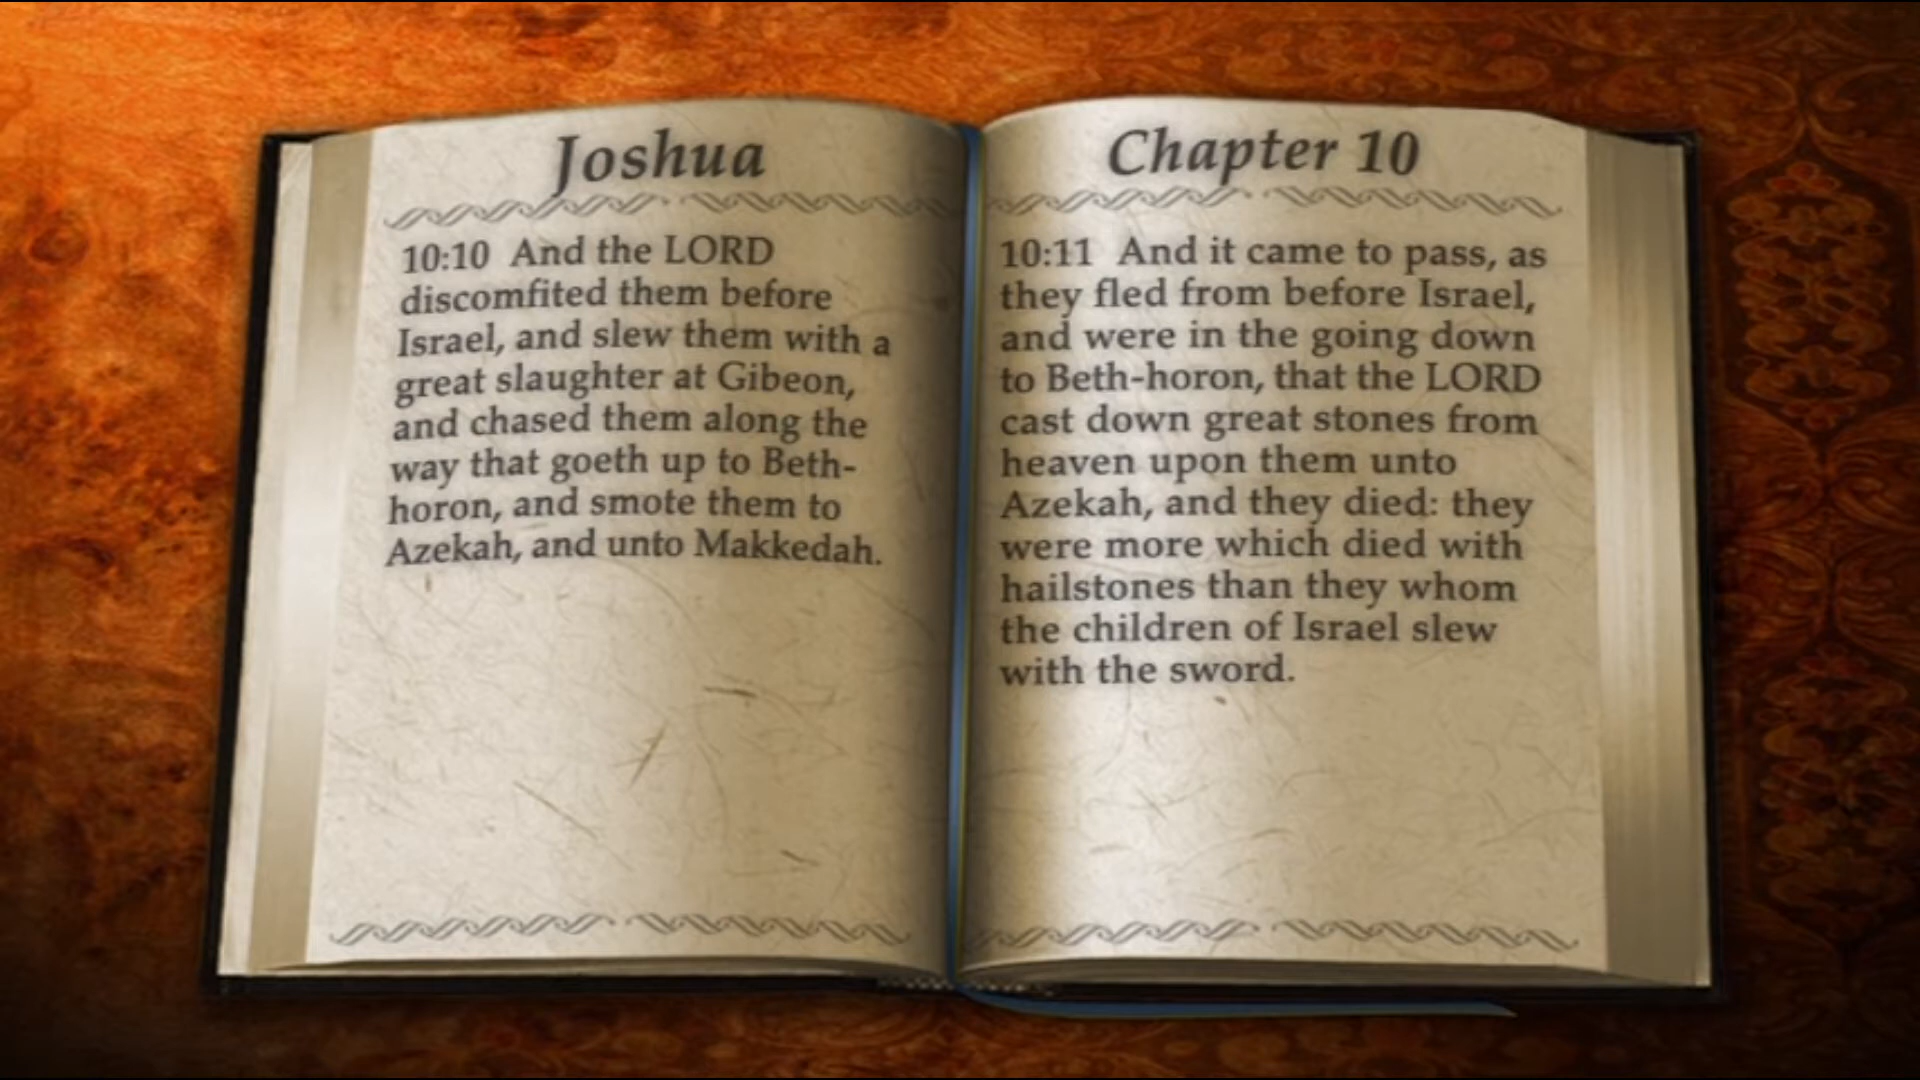 Joshua
10:10 And the LORD
discomfited them before
Israel, and slew them with a
great slaughter at Gibeon,
and chased them along the
way that goeth up to Beth-
horon, and smote them to
Azekah, and unto Makkedah.
Chapter 10
10:11 And it came to pass, as
they fled from before Israel,
and were in the going down
to Beth-horon, that the LORD
cast down great stones from
heaven upon them unto
Azekah, and they died: they
were more which died with
hailstones than they whom
the children of Israel slew
with the sword.